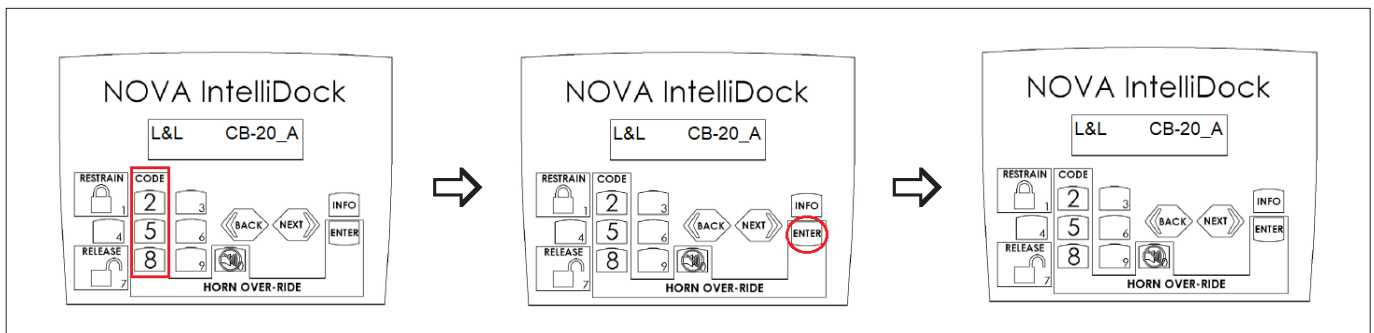 NOVA IntelliDock
L&L CB-20_A
RESTRAIN CODE
1 2 3 INFO
4 5 6 BACK NEXT ENTER
RELEASE
7 8 9
HORN OVER-RIDE
NOVA IntelliDock
L&L CB-20_A
RESTRAIN CODE
1 2 3 INFO
4 5 6 BACK NEXT ENTER
RELEASE
7 8 9
HORN OVER-RIDE
NOVA IntelliDock
L&L CB-20_A
RESTRAIN CODE
1 2 3 INFO
4 5 6 BACK NEXT ENTER
RELEASE
7 8 9
HORN OVER-RIDE